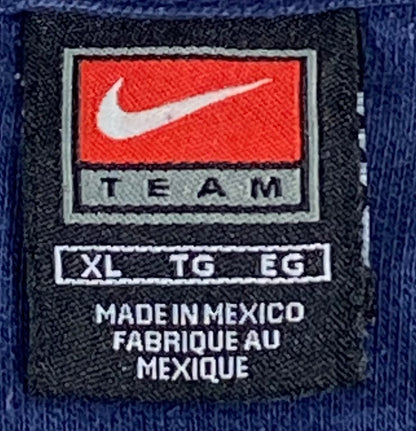 TEAM
XL TG EG
MADE IN MEXICO
FABRIQUE AU
MEXIQUE